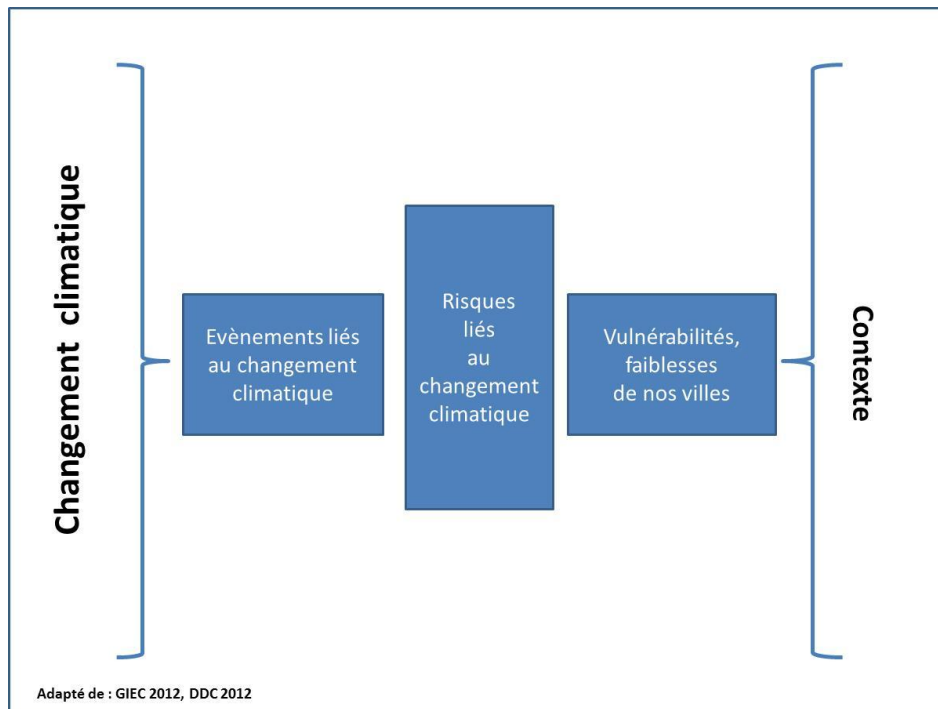 Changement climatique
Evènements liés
au changement
climatique
Risques
liés
au
changement
climatique
Vulnérabilités,
faiblesses
de nos villes
Contexte
Adapté de : GIEC 2012, DDC 2012